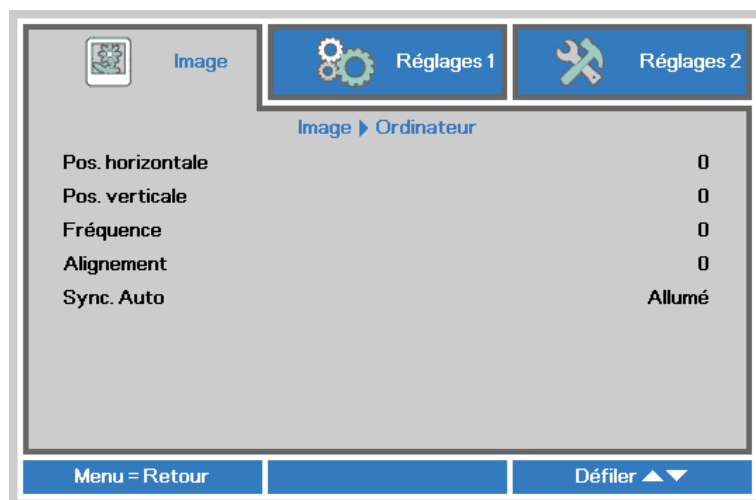 Image
Réglages 1
Réglages 2
Image ▶ Ordinateur
Pos. horizontale 0
Pos. verticale 0
Fréquence 0
Alignement 0
Sync. Auto Allumé
Menu = Retour
Défiler ▲▼